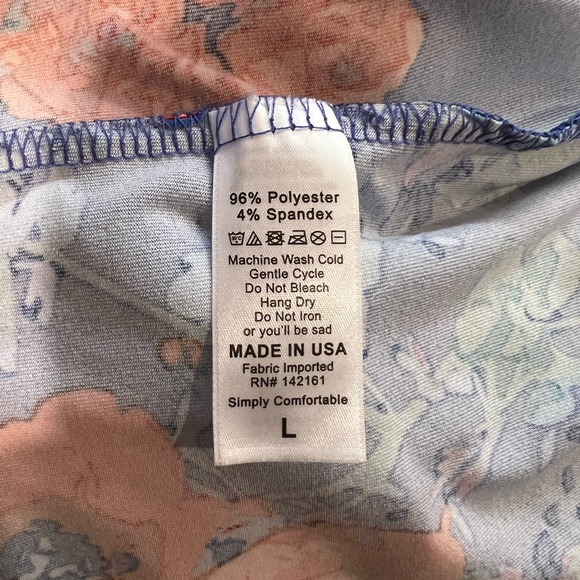 96% Polyester
4% Spandex
Machine Wash Cold
Gentle Cycle
Do Not Bleach
Hang Dry
Do Not Iron
or you'll be sad
MADE IN USA
Fabric Imported
RN# 142161
Simply Comfortable
L